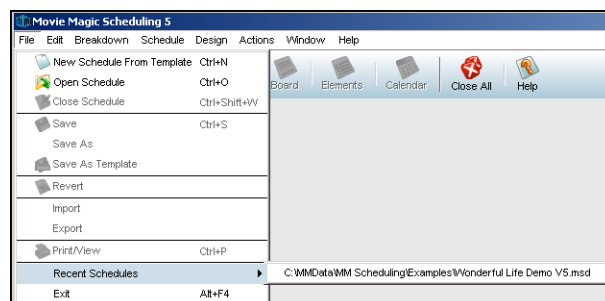 Movie Magic Scheduling 5
File Edit Breakdown Schedule Design Actions Window Help
New Schedule From Template Ctrl+N
Open Schedule Ctrl+O
Close Schedule Ctrl+Shift+W
Board Elements Calendar Close All Help
Save Ctrl+S
Save As
Save As Template
Revert
Import
Export
Print/View Ctrl+P
Recent Schedules C:\MMData\MM Scheduling\Examples\Wonderful Life Demo V5.msd
Exit Alt+F4